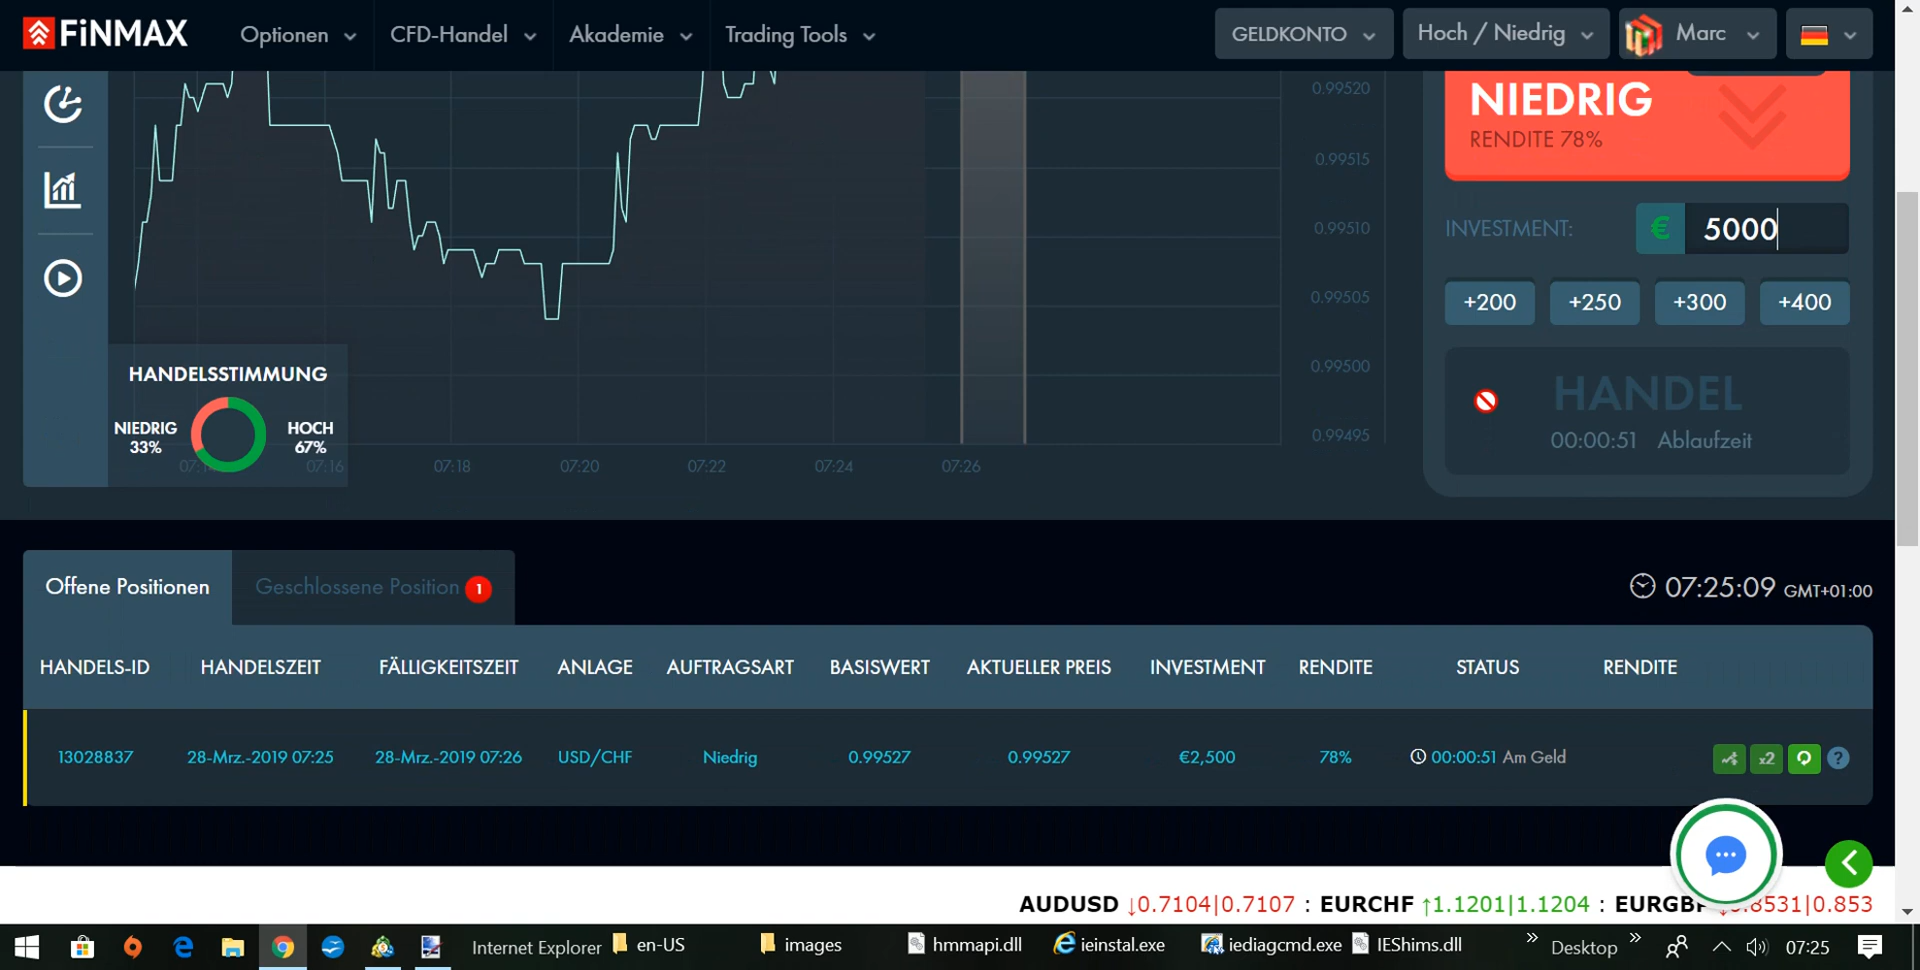 FiNMAX Optionen CFD-Handel Akademie Trading Tools GELDKONTO Hoch / Niedrig Marc
0.99520
0.99515
0.99510
0.99505
0.99500
0.99495
NIEDRIG
RENDITE 78%
INVESTMENT: € 5000
+200 +250 +300 +400
HANDEL
00:00:51 Ablaufzeit
HANDELSSTIMMUNG
NIEDRIG
33%
HOCH
67%
07:16 07:18 07:20 07:22 07:24 07:26
Offene Positionen Geschlossene Position 1
07:25:09 GMT+01:00
HANDELS-ID HANDELSZEIT FÄLLIGKEITSZEIT ANLAGE AUFTRAGSART BASISWERT AKTUELLER PREIS INVESTMENT RENDITE STATUS RENDITE
13028837 28-Mrz.-2019 07:25 28-Mrz.-2019 07:26 USD/CHF Niedrig 0.99527 0.99527 €2,500 78% 00:00:51 Am Geld x2 ?
AUDUSD ↓0.7104|0.7107 : EURCHF ↑1.1201|1.1204 : EURGBP 8531|0.853
Internet Explorer en-US images hmmapi.dll ieinstal.exe iediagcmd.exe IEShims.dll » Desktop » 07:25